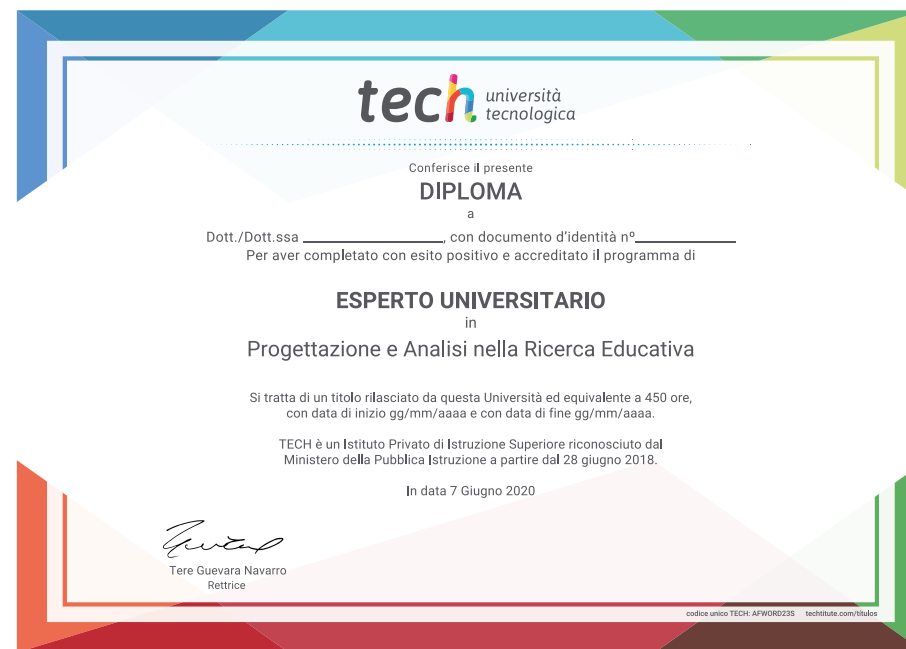 tech università
tecnologica
Conferisce il presente
DIPLOMA
a
Dott./Dott.ssa ____________________, con documento d'identità nº______________
Per aver completato con esito positivo e accreditato il programma di
ESPERTO UNIVERSITARIO
in
Progettazione e Analisi nella Ricerca Educativa
Si tratta di un titolo rilasciato da questa Università ed equivalente a 450 ore,
con data di inizio gg/mm/aaaa e con data di fine gg/mm/aaaa.
TECH è un Istituto Privato di Istruzione Superiore riconosciuto dal
Ministero della Pubblica Istruzione a partire dal 28 giugno 2018.
In data 7 Giugno 2020
Tere Guevara Navarro
Rettrice
codice unico TECH: AFWORD23S techtitute.com/titulos